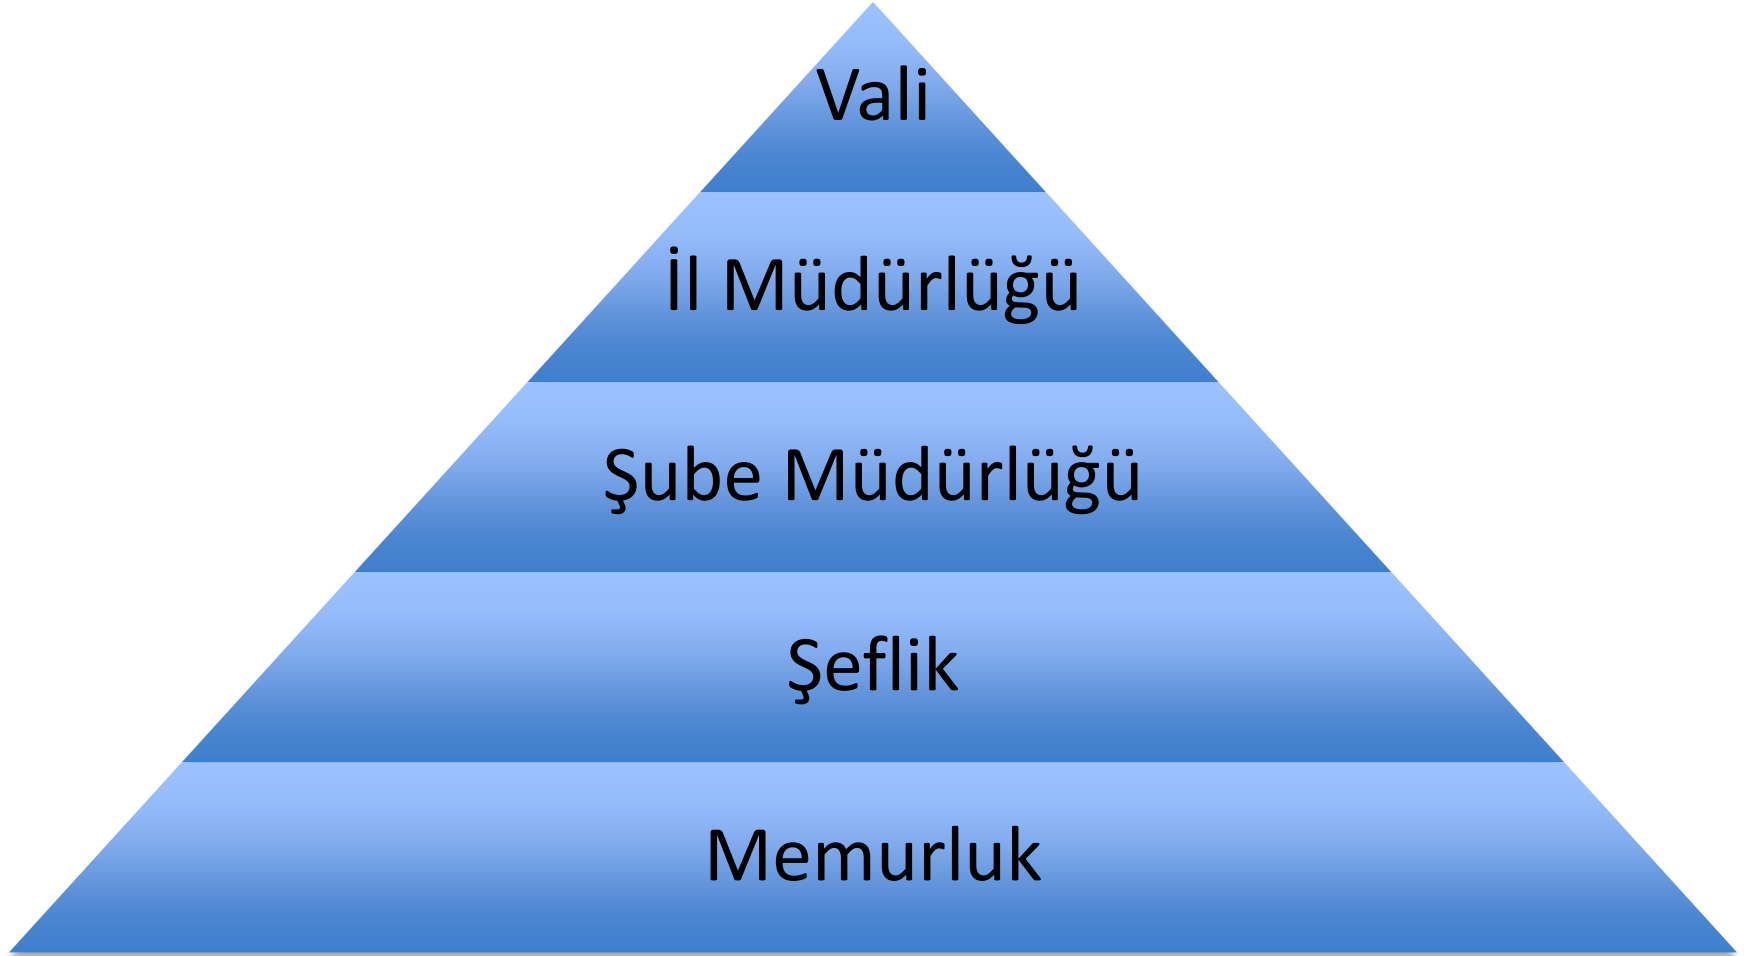 Vali
İl Müdürlüğü
Şube Müdürlüğü
Şeflik
Memurluk